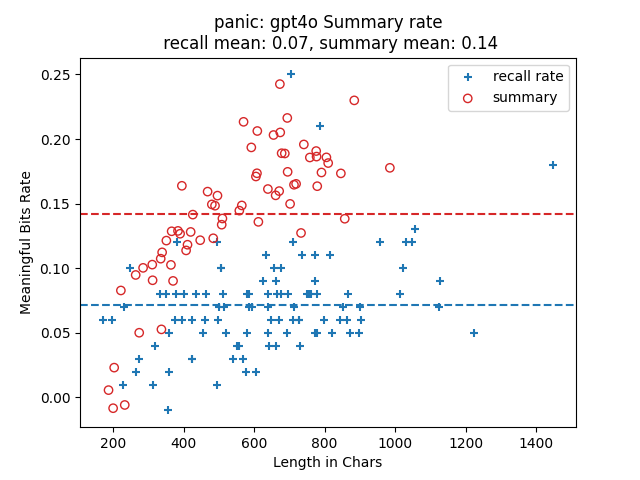 panic: gpt4o Summary rate
recall mean: 0.07, summary mean: 0.14
recall rate
summary
Meaningful Bits Rate
0.25
0.20
0.15
0.10
0.05
0.00
200 400 600 800 1000 1200 1400
Length in Chars